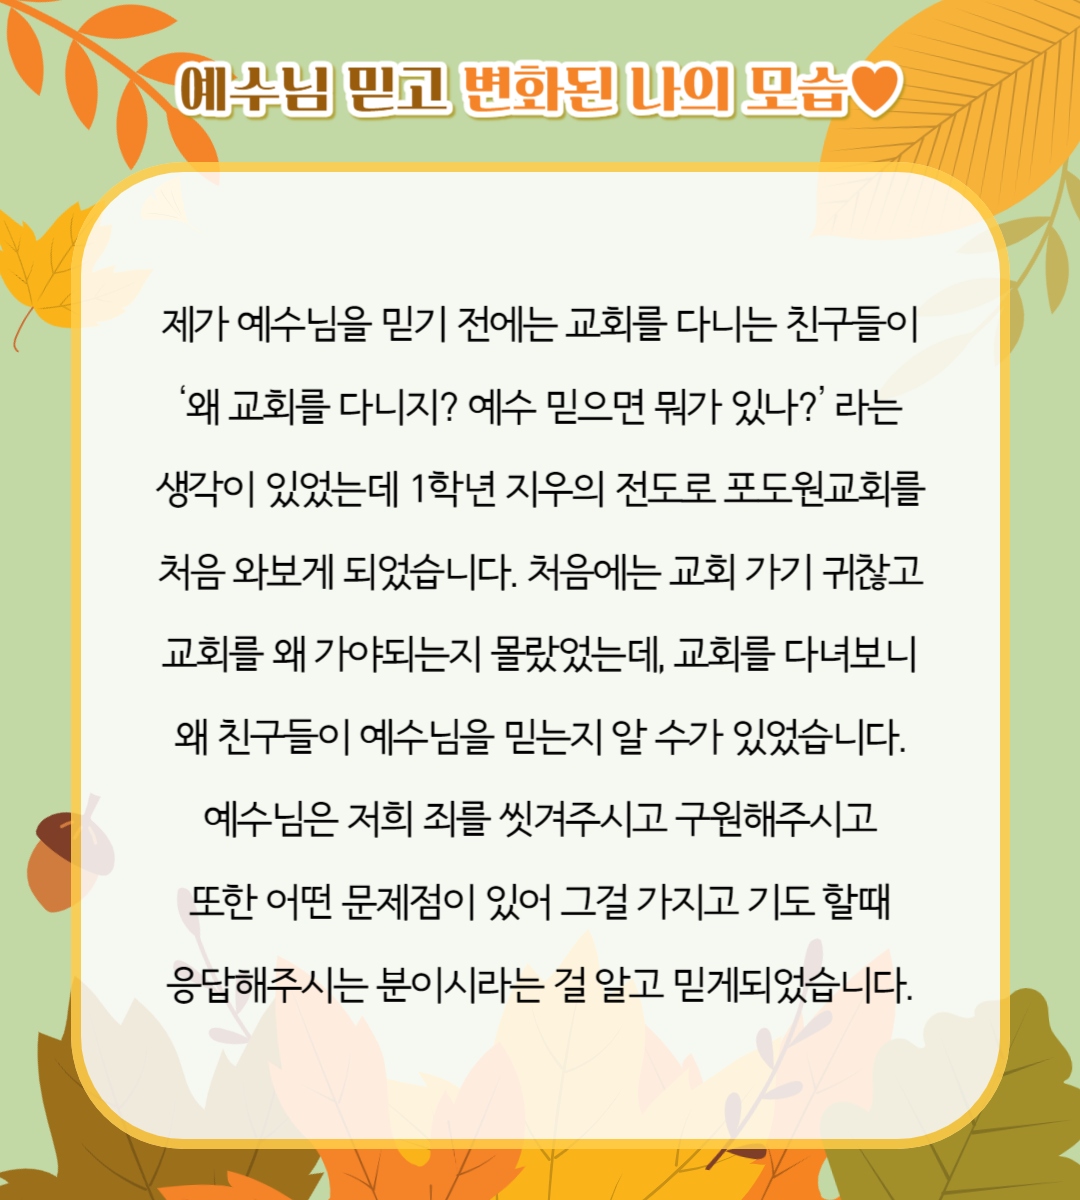 예수님 믿고 변화된 나의 모습♥
제가 예수님을 믿기 전에는 교회를 다니는 친구들이
‘왜 교회를 다니지? 예수 믿으면 뭐가 있나?’ 라는
생각이 있었는데 1학년 지우의 전도로 포도원교회를
처음 와보게 되었습니다. 처음에는 교회 가기 귀찮고
교회를 왜 가야되는지 몰랐었는데, 교회를 다녀보니
왜 친구들이 예수님을 믿는지 알 수가 있었습니다.
예수님은 저희 죄를 씻겨주시고 구원해주시고
또한 어떤 문제점이 있어 그걸 가지고 기도 할때
응답해주시는 분이시라는 걸 알고 믿게되었습니다.